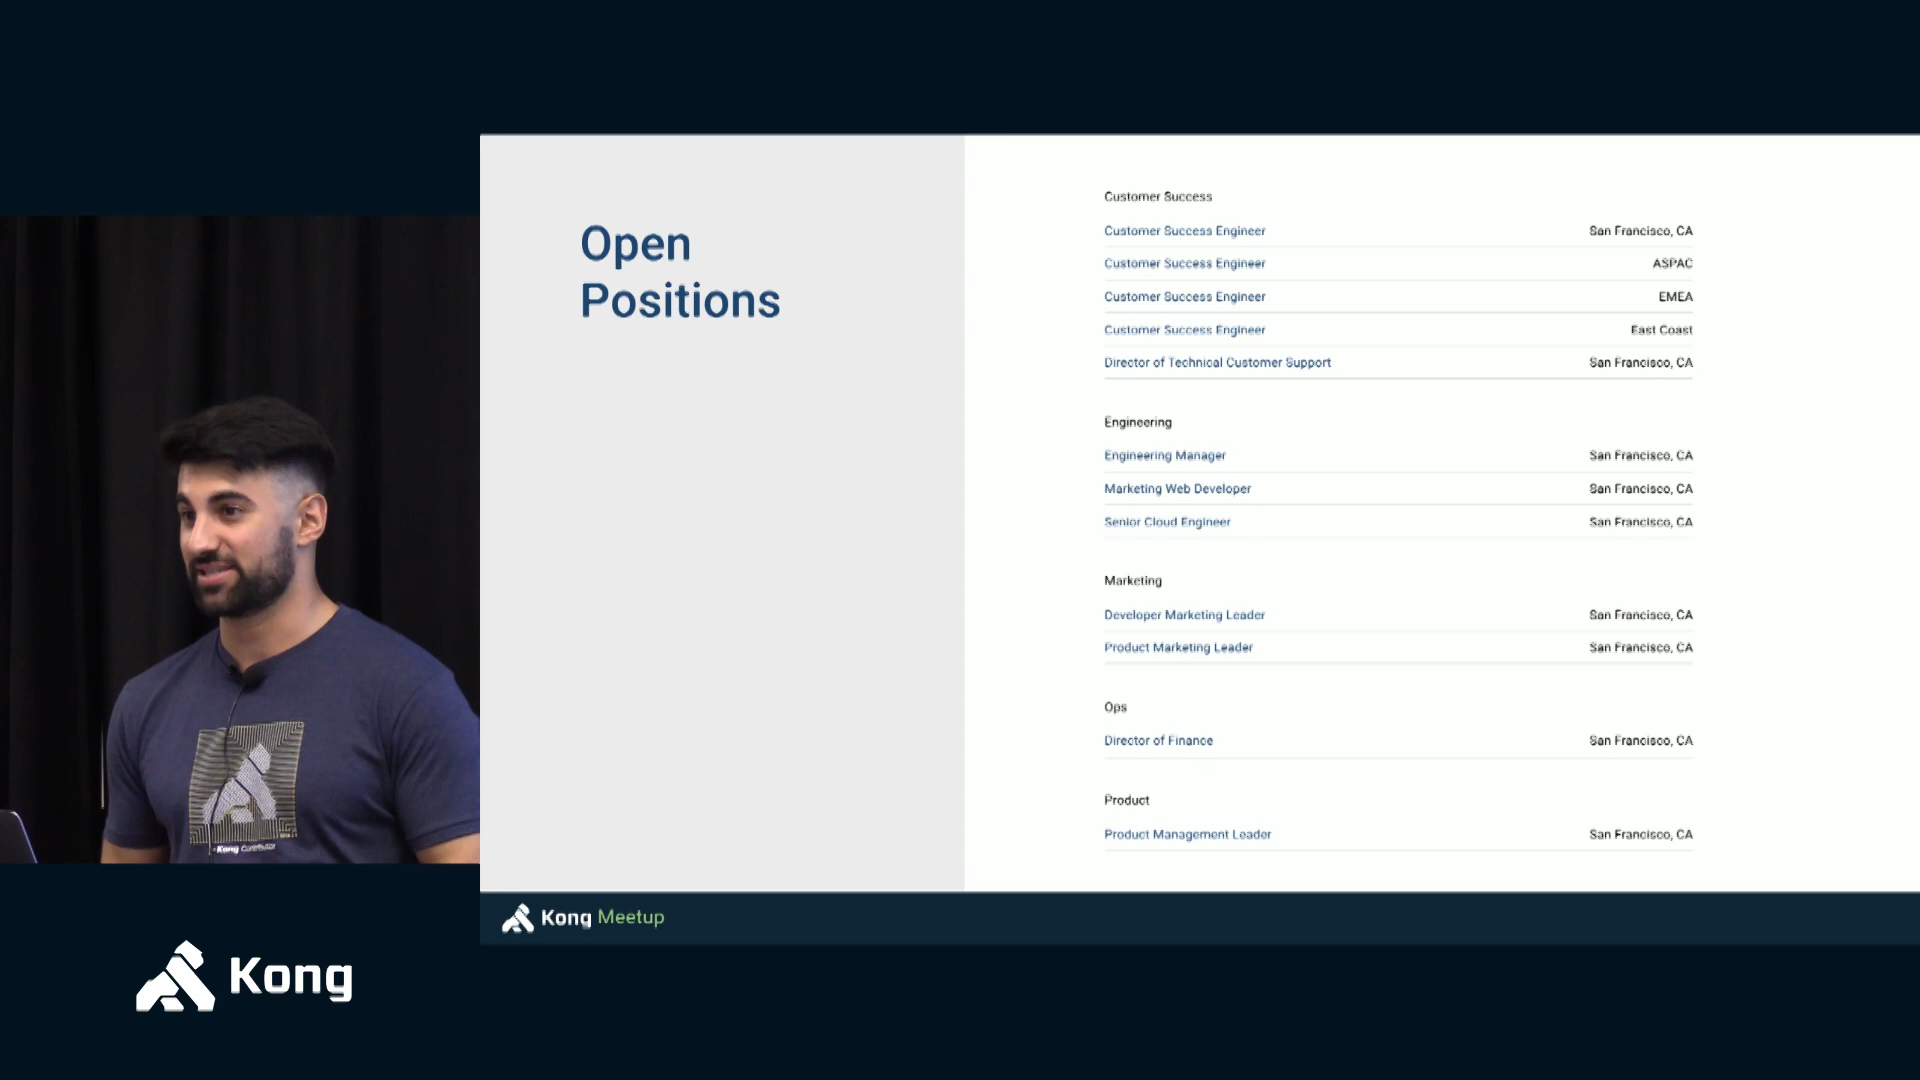 Open
Positions
Customer Success
Customer Success Engineer San Francisco, CA
Customer Success Engineer ASPAC
Customer Success Engineer EMEA
Customer Success Engineer East Coast
Director of Technical Customer Support San Francisco, CA
Engineering
Engineering Manager San Francisco, CA
Marketing Web Developer San Francisco, CA
Senior Cloud Engineer San Francisco, CA
Marketing
Developer Marketing Leader San Francisco, CA
Product Marketing Leader San Francisco, CA
Ops
Director of Finance San Francisco, CA
Product
Product Management Leader San Francisco, CA
Kong Contributor
Kong Meetup
Kong